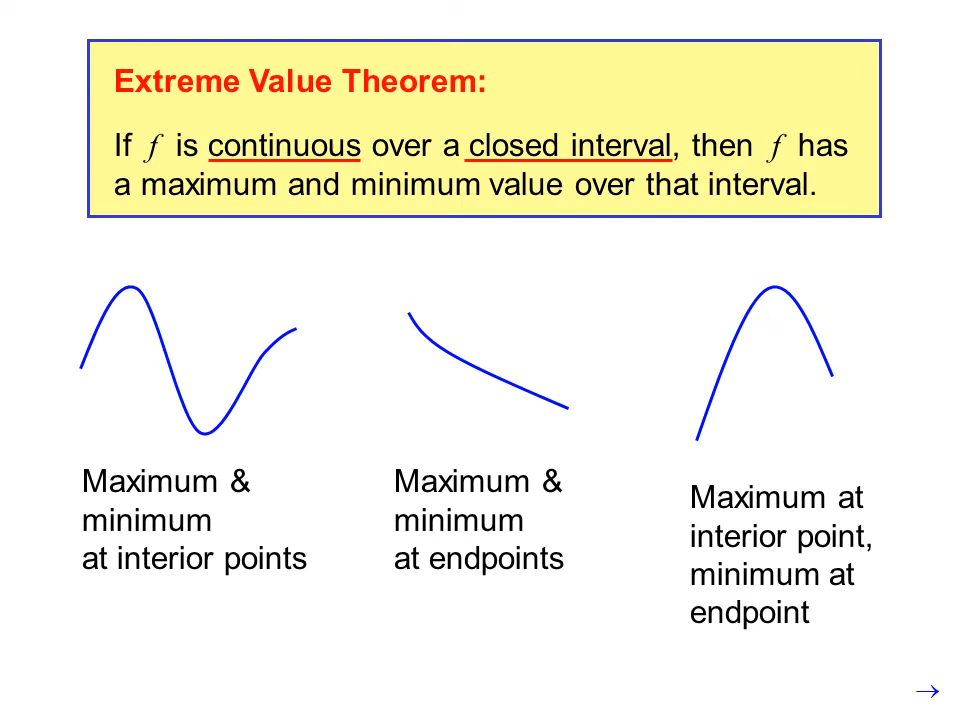 Extreme Value Theorem:
If f is continuous over a closed interval, then f has
a maximum and minimum value over that interval.
Maximum &
minimum
at interior points
Maximum &
minimum
at endpoints
Maximum at
interior point,
minimum at
endpoint
→